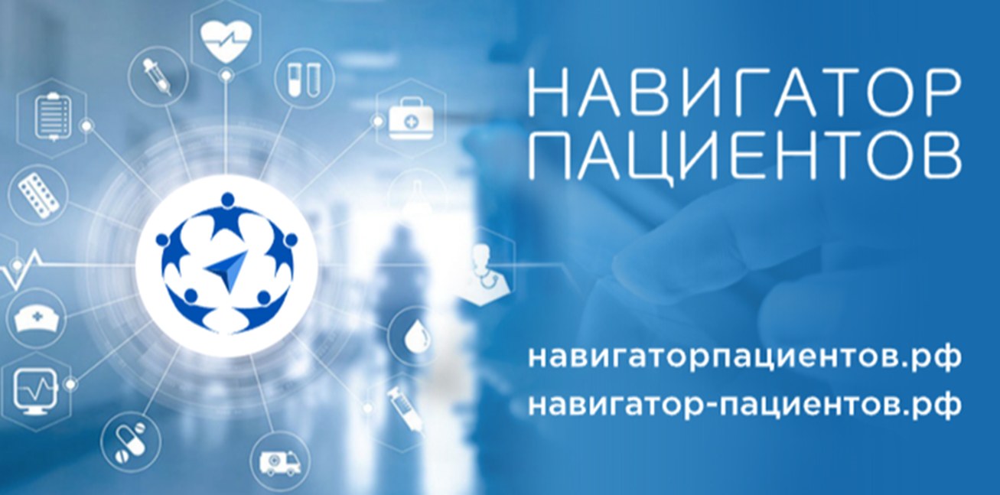 НАВИГАТОР
ПАЦИЕНТОВ
навигаторпациентов.рф
навигатор-пациентов.рф